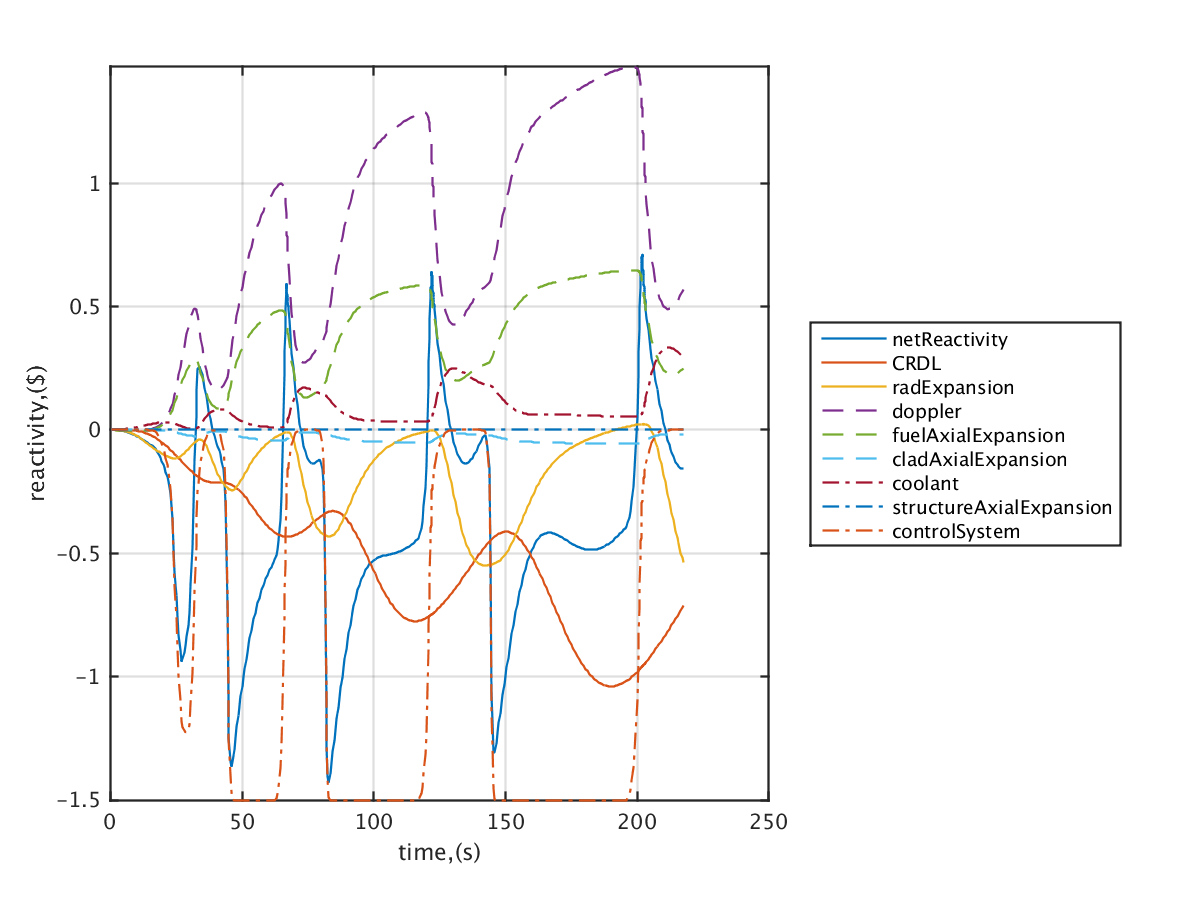 reactivity,($)
1
0.5
0
−0.5
−1
−1.5
0
50
100
150
200
250
time,(s)
netReactivity
CRDL
radExpansion
doppler
fuelAxialExpansion
cladAxialExpansion
coolant
structureAxialExpansion
controlSystem